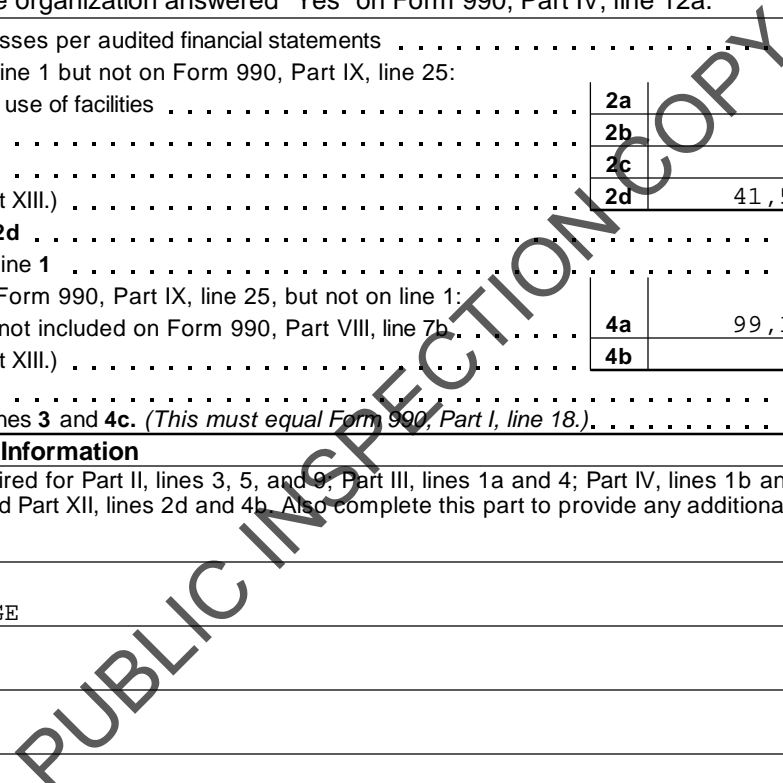 e organization answered "Yes" on Form 990, Part IV, line 12a.
sses per audited financial statements
ine 1 but not on Form 990, Part IX, line 25:
use of facilities 2a
2b
2c
t XIII.) 2d 41,5
2d
ine 1
Form 990, Part IX, line 25, but not on line 1:
not included on Form 990, Part VIII, line 7b 4a 99,
t XIII.) 4b
nes 3 and 4c. (This must equal Form 990, Part I, line 18.)
Information
ired for Part II, lines 3, 5, and 9; Part III, lines 1a and 4; Part IV, lines 1b an
d Part XII, lines 2d and 4b. Also complete this part to provide any additiona
GE
PUBLIC INSPECTION COPY